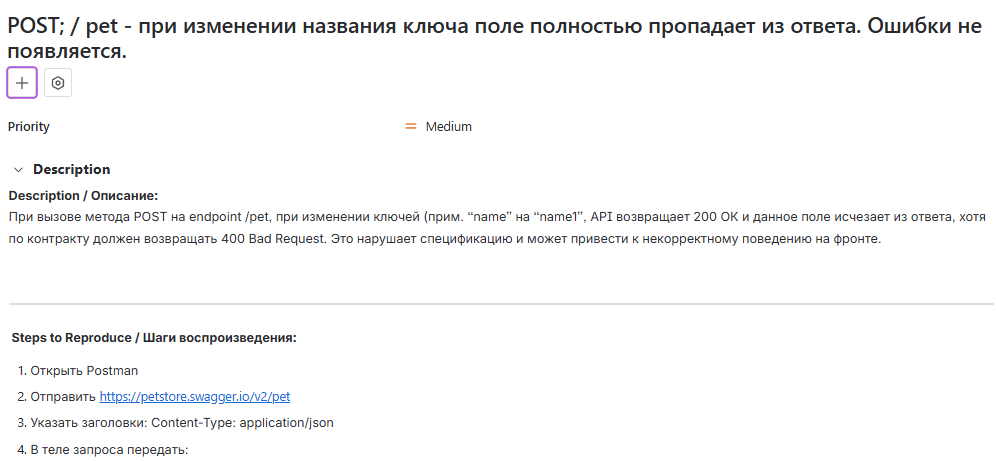 POST; / pet - при изменении названия ключа поле полностью пропадает из ответа. Ошибки не
появляется.
Priority
Medium
Description
Description / Описание:
При вызове метода POST на endpoint /pet, при изменении ключей (прим. “name” на “name1”, API возвращает 200 ОК и данное поле исчезает из ответа, хотя
по контракту должен возвращать 400 Bad Request. Это нарушает спецификацию и может привести к некорректному поведению на фронте.
Steps to Reproduce / Шаги воспроизведения:
1. Открыть Postman
2. Отправить https://petstore.swagger.io/v2/pet
3. Указать заголовки: Content-Type: application/json
4. В теле запроса передать: